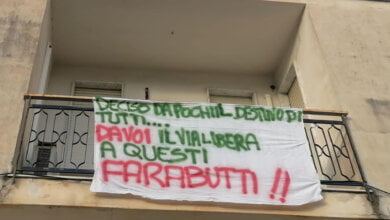 DECISO DA POCHI IL DESTINO DI
TUTTI....
DA VOI IL VIA LIBERA
A QUESTI
FARABUTTI !!